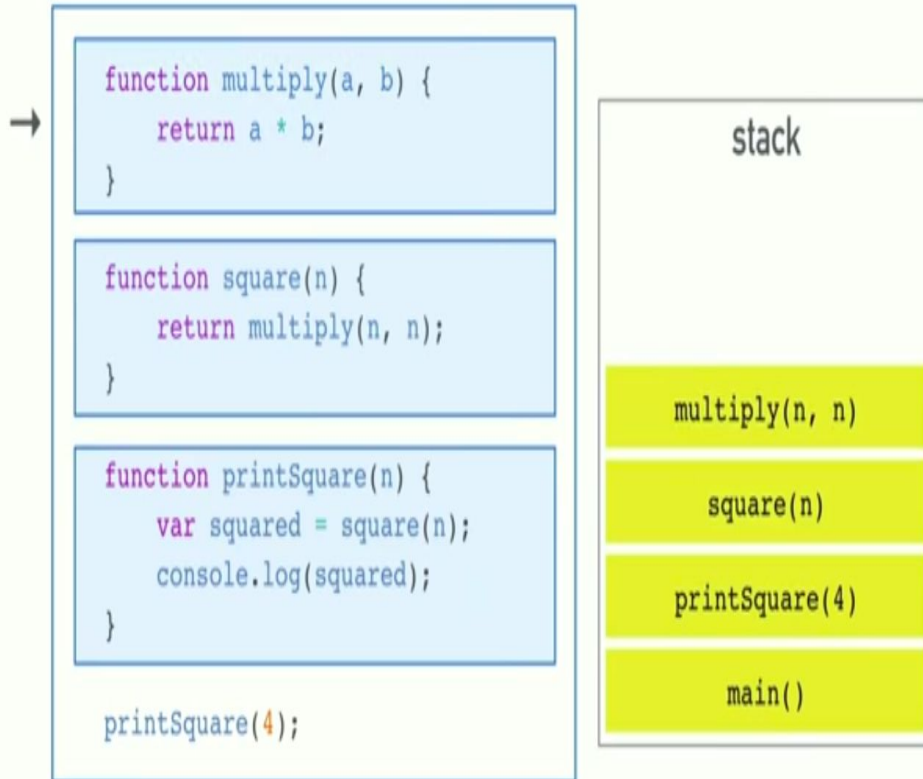 function multiply(a, b) {
    return a * b;
}
function square(n) {
    return multiply(n, n);
}
function printSquare(n) {
    var squared = square(n);
    console.log(squared);
}
printSquare(4);
stack
multiply(n, n)
square(n)
printSquare(4)
main()